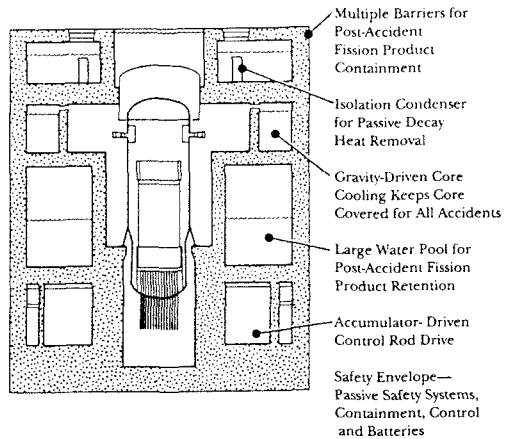 Multiple Barriers for
Post-Accident
Fission Product
Containment
Isolation Condenser
for Passive Decay
Heat Removal
Gravity-Driven Core
Cooling Keeps Core
Covered for All Accidents
Large Water Pool for
Post-Accident Fission
Product Retention
Accumulator- Driven
Control Rod Drive
Safety Envelope—
Passive Safety Systems,
Containment, Control
and Batteries